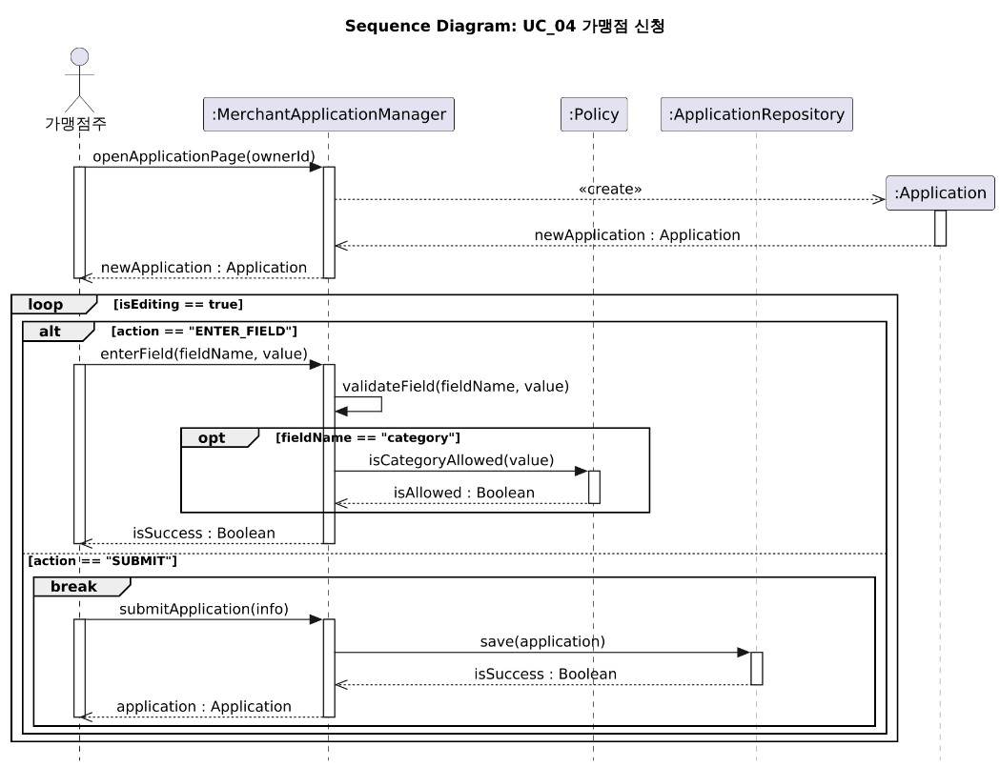 Sequence Diagram: UC_04 가맹점 신청
가맹점주
:MerchantApplicationManager
:Policy
:ApplicationRepository
openApplicationPage(ownerId)
«create»
:Application
newApplication : Application
newApplication : Application
loop
[isEditing == true]
alt
[action == "ENTER_FIELD"]
enterField(fieldName, value)
validateField(fieldName, value)
opt
[fieldName == "category"]
isCategoryAllowed(value)
isAllowed : Boolean
isSuccess : Boolean
[action == "SUBMIT"]
break
submitApplication(info)
save(application)
isSuccess : Boolean
application : Application